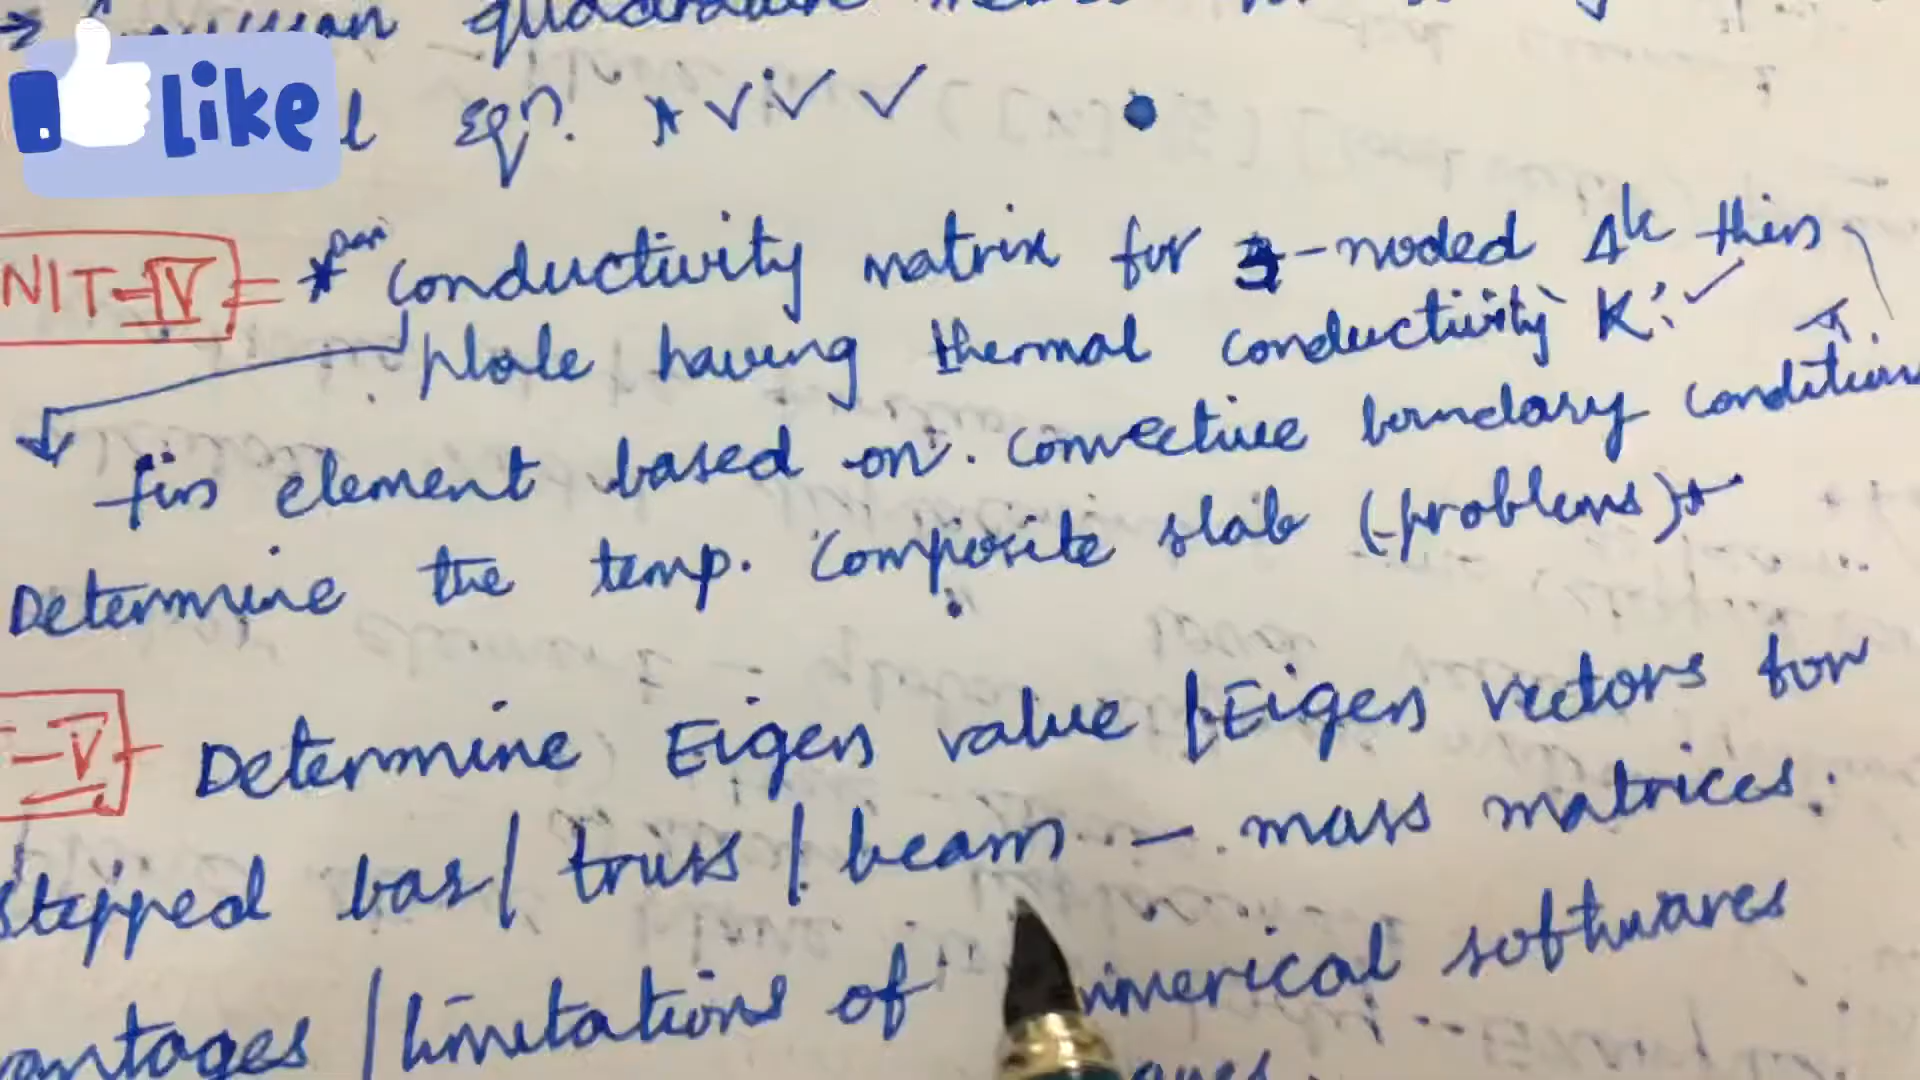 quadrature
Like
l Eqn.
NIT-IV = * conductivity matrix for 3-noded Δle thin
plate having thermal conductivity 'K'.
fin element based on convective boundary conditions
Determine the temp. composite slab (problems)*
-V Determine Eigen value / Eigen vectors for
stepped bar / truss / beam - mass matrices.
antages / limitations of numerical softwares